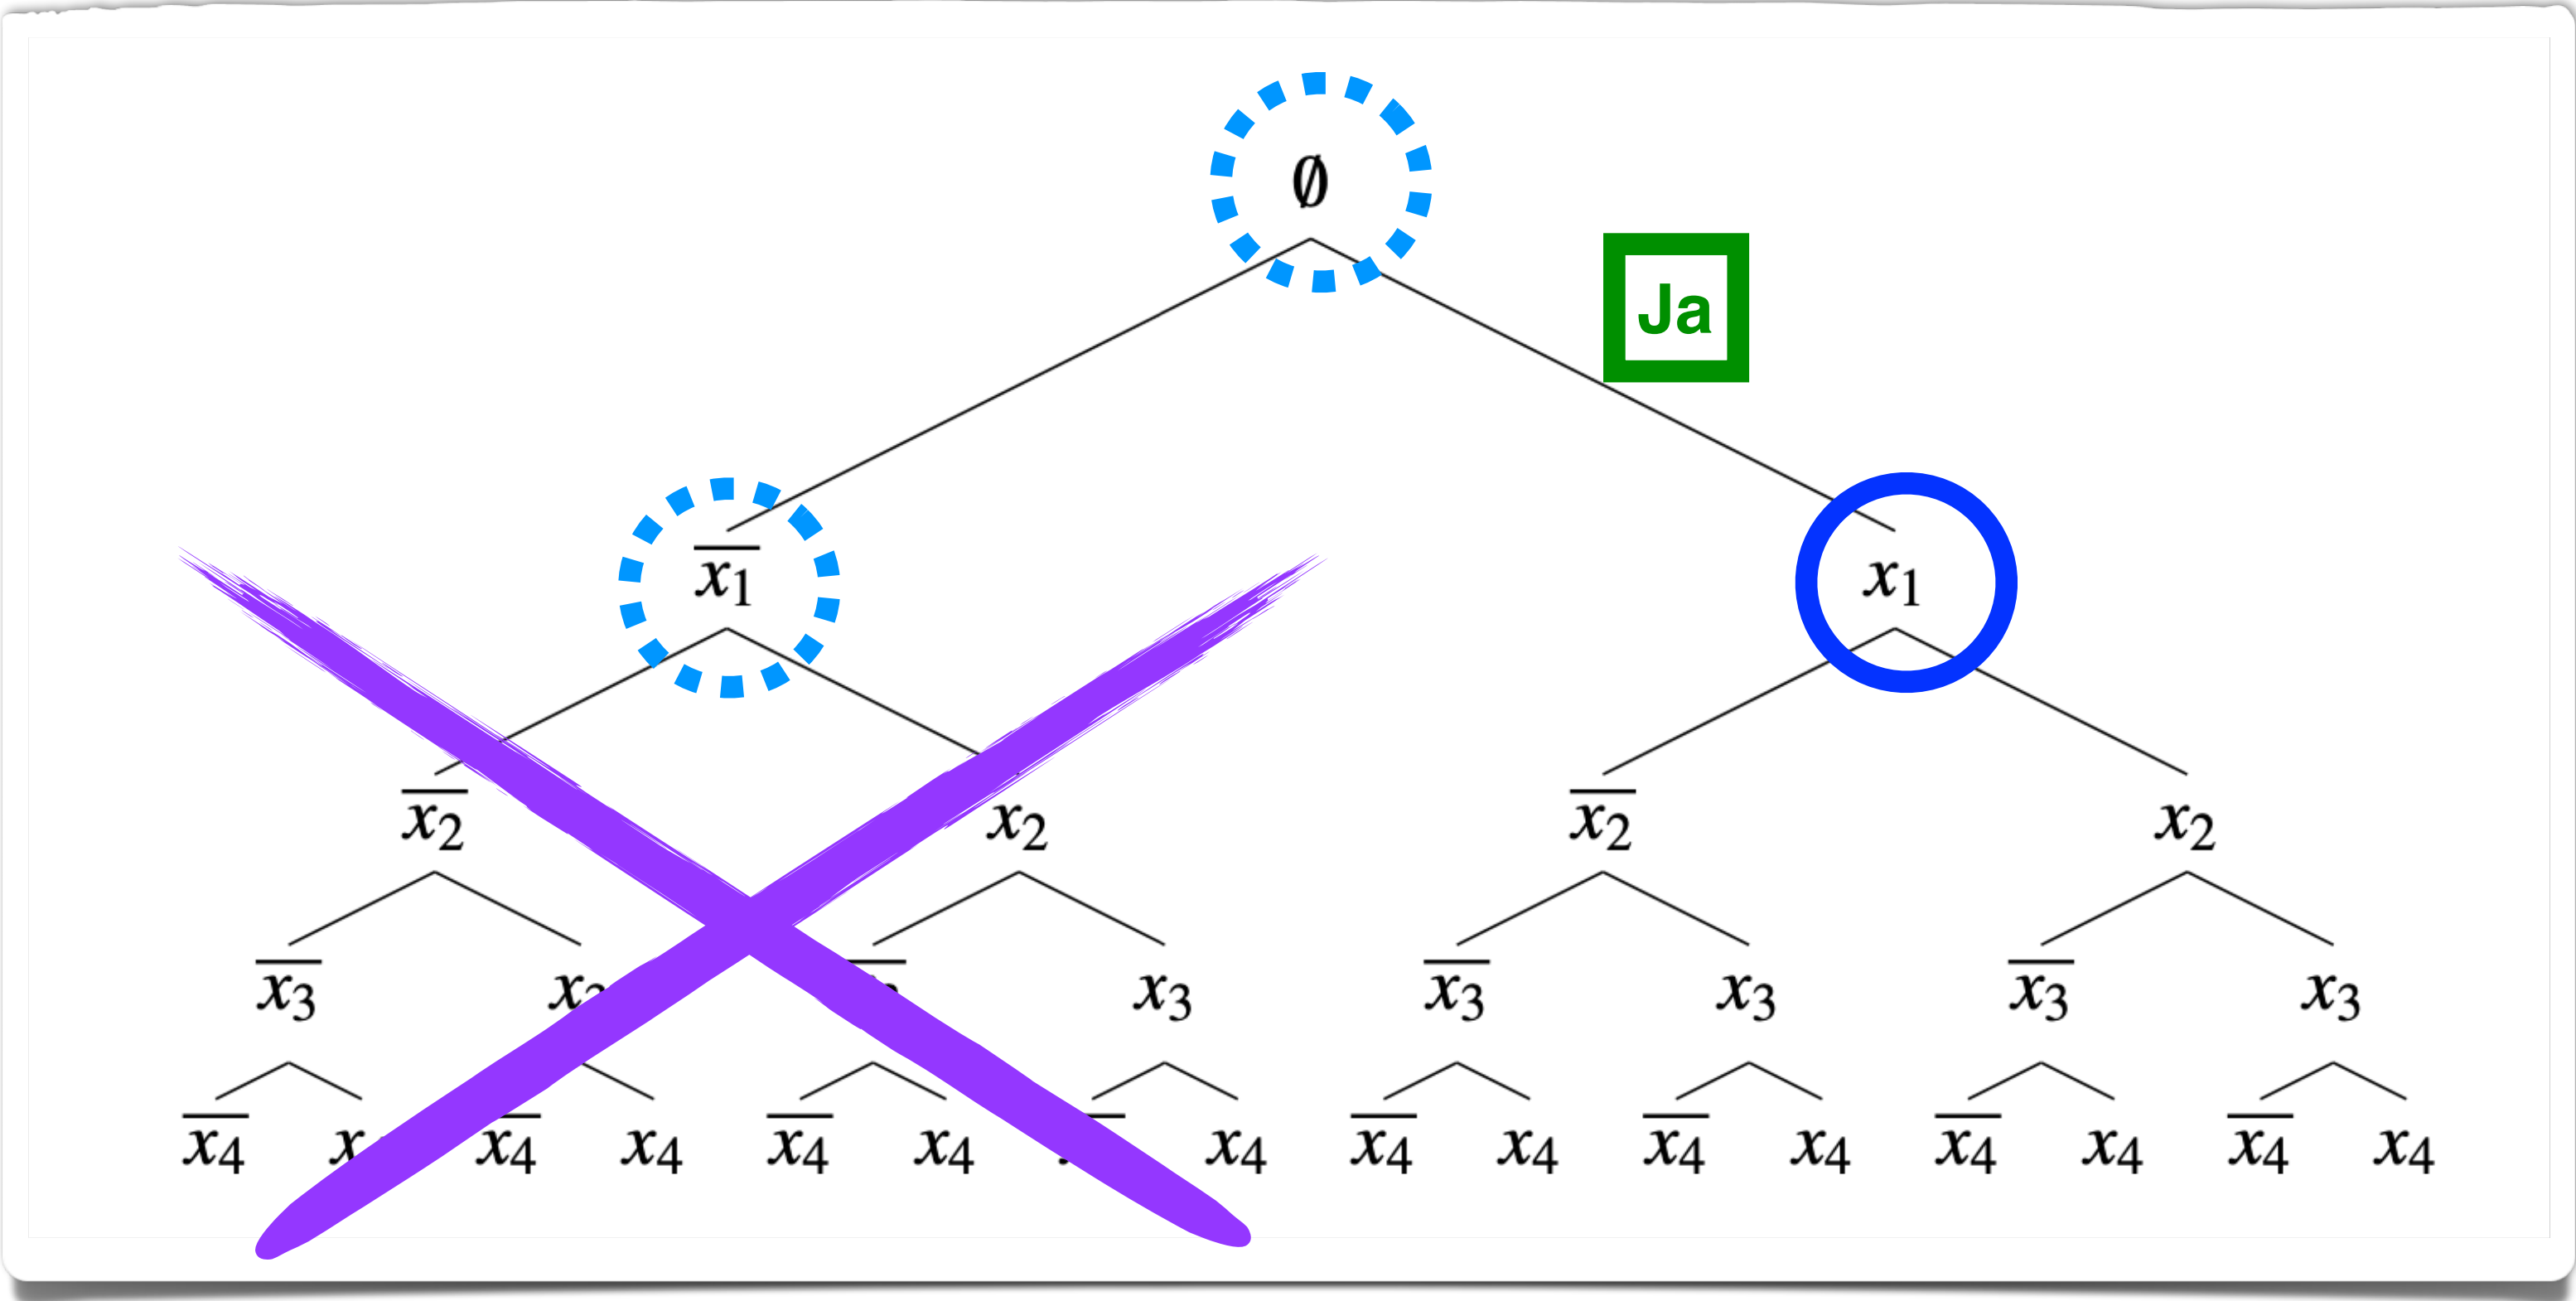 ∅
Ja
x̅₁ x₁
x̅₂ x₂ x̅₂ x₂
x̅₃ x₃ x̅₃ x₃ x̅₃ x₃
x̅₄ x̅₄ x₄ x̅₄ x₄ x₄ x̅₄ x₄ x̅₄ x₄ x̅₄ x₄ x̅₄ x₄